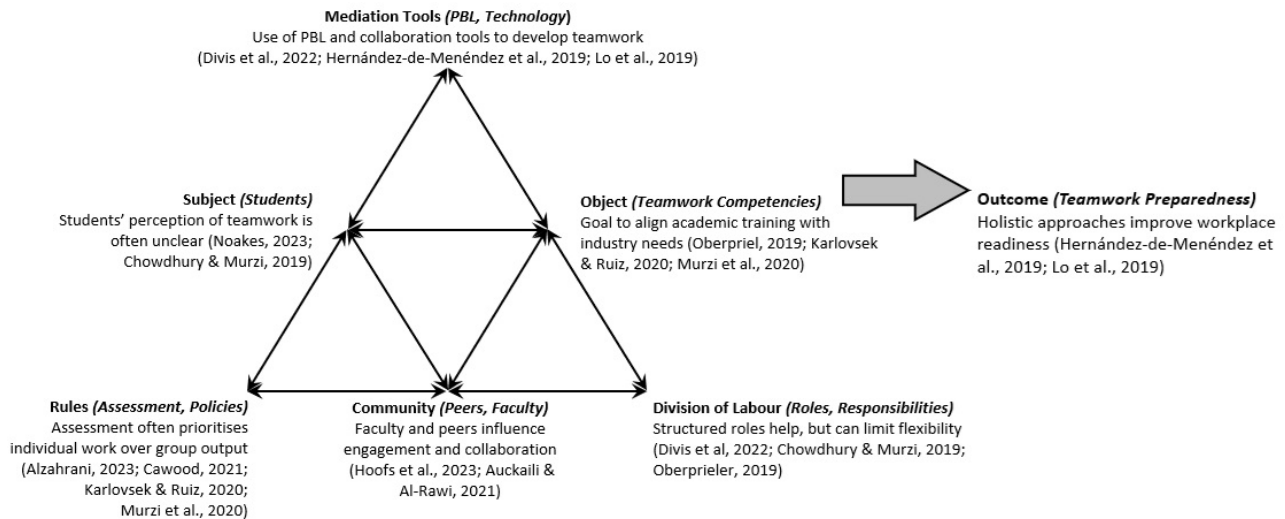 Mediation Tools (PBL, Technology)
Use of PBL and collaboration tools to develop teamwork
(Divis et al., 2022; Hernández-de-Menéndez et al., 2019; Lo et al., 2019)
Subject (Students)
Students’ perception of teamwork is
often unclear (Noakes, 2023;
Chowdhury & Murzi, 2019)
Object (Teamwork Competencies)
Goal to align academic training with
industry needs (Oberpriel, 2019; Karlovsek
& Ruiz, 2020; Murzi et al., 2020)
Outcome (Teamwork Preparedness)
Holistic approaches improve workplace
readiness (Hernández-de-Menéndez et
al., 2019; Lo et al., 2019)
Rules (Assessment, Policies)
Assessment often prioritises
individual work over group output
(Alzahrani, 2023; Cawood, 2021;
Karlovsek & Ruiz, 2020;
Murzi et al., 2020)
Community (Peers, Faculty)
Faculty and peers influence
engagement and collaboration
(Hoofs et al., 2023; Auckaili &
Al-Rawi, 2021)
Division of Labour (Roles, Responsibilities)
Structured roles help, but can limit flexibility
(Divis et al, 2022; Chowdhury & Murzi, 2019;
Oberprieler, 2019)